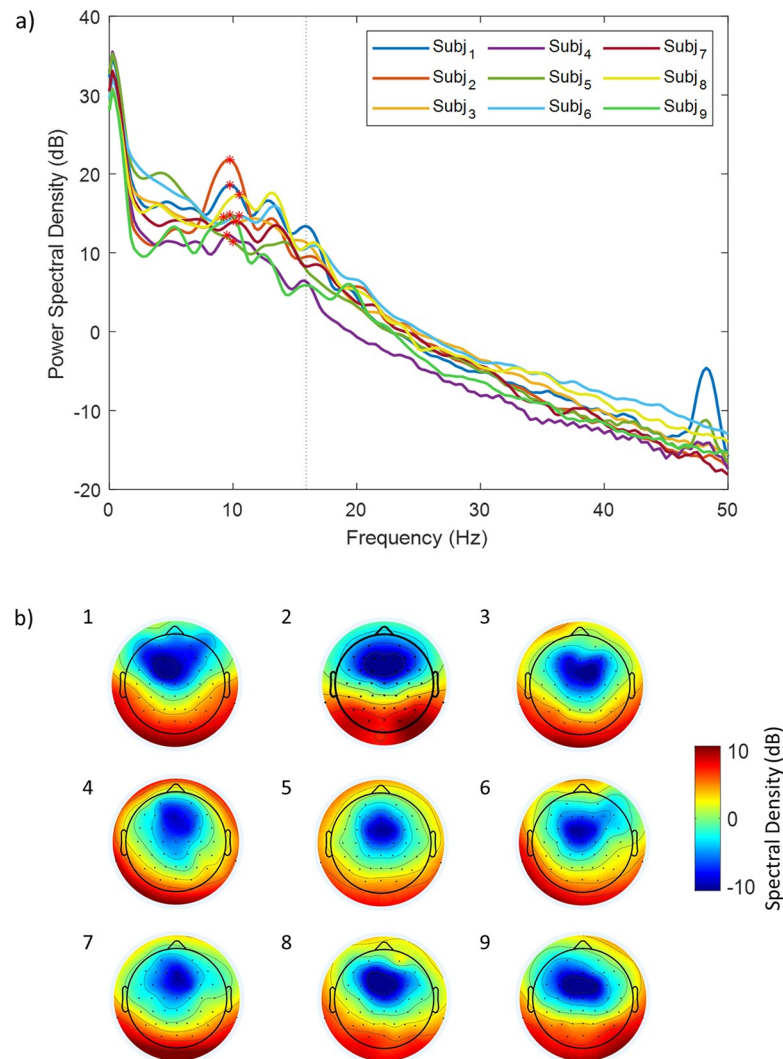 a)
40
30
20
10
0
-10
-20
Power Spectral Density (dB)
Subj1 Subj4 Subj7
Subj2 Subj5 Subj8
Subj3 Subj6 Subj9
0 10 20 30 40 50
Frequency (Hz)
b)
1 2 3
4 5 6
7 8 9
10
0
-10
Spectral Density (dB)